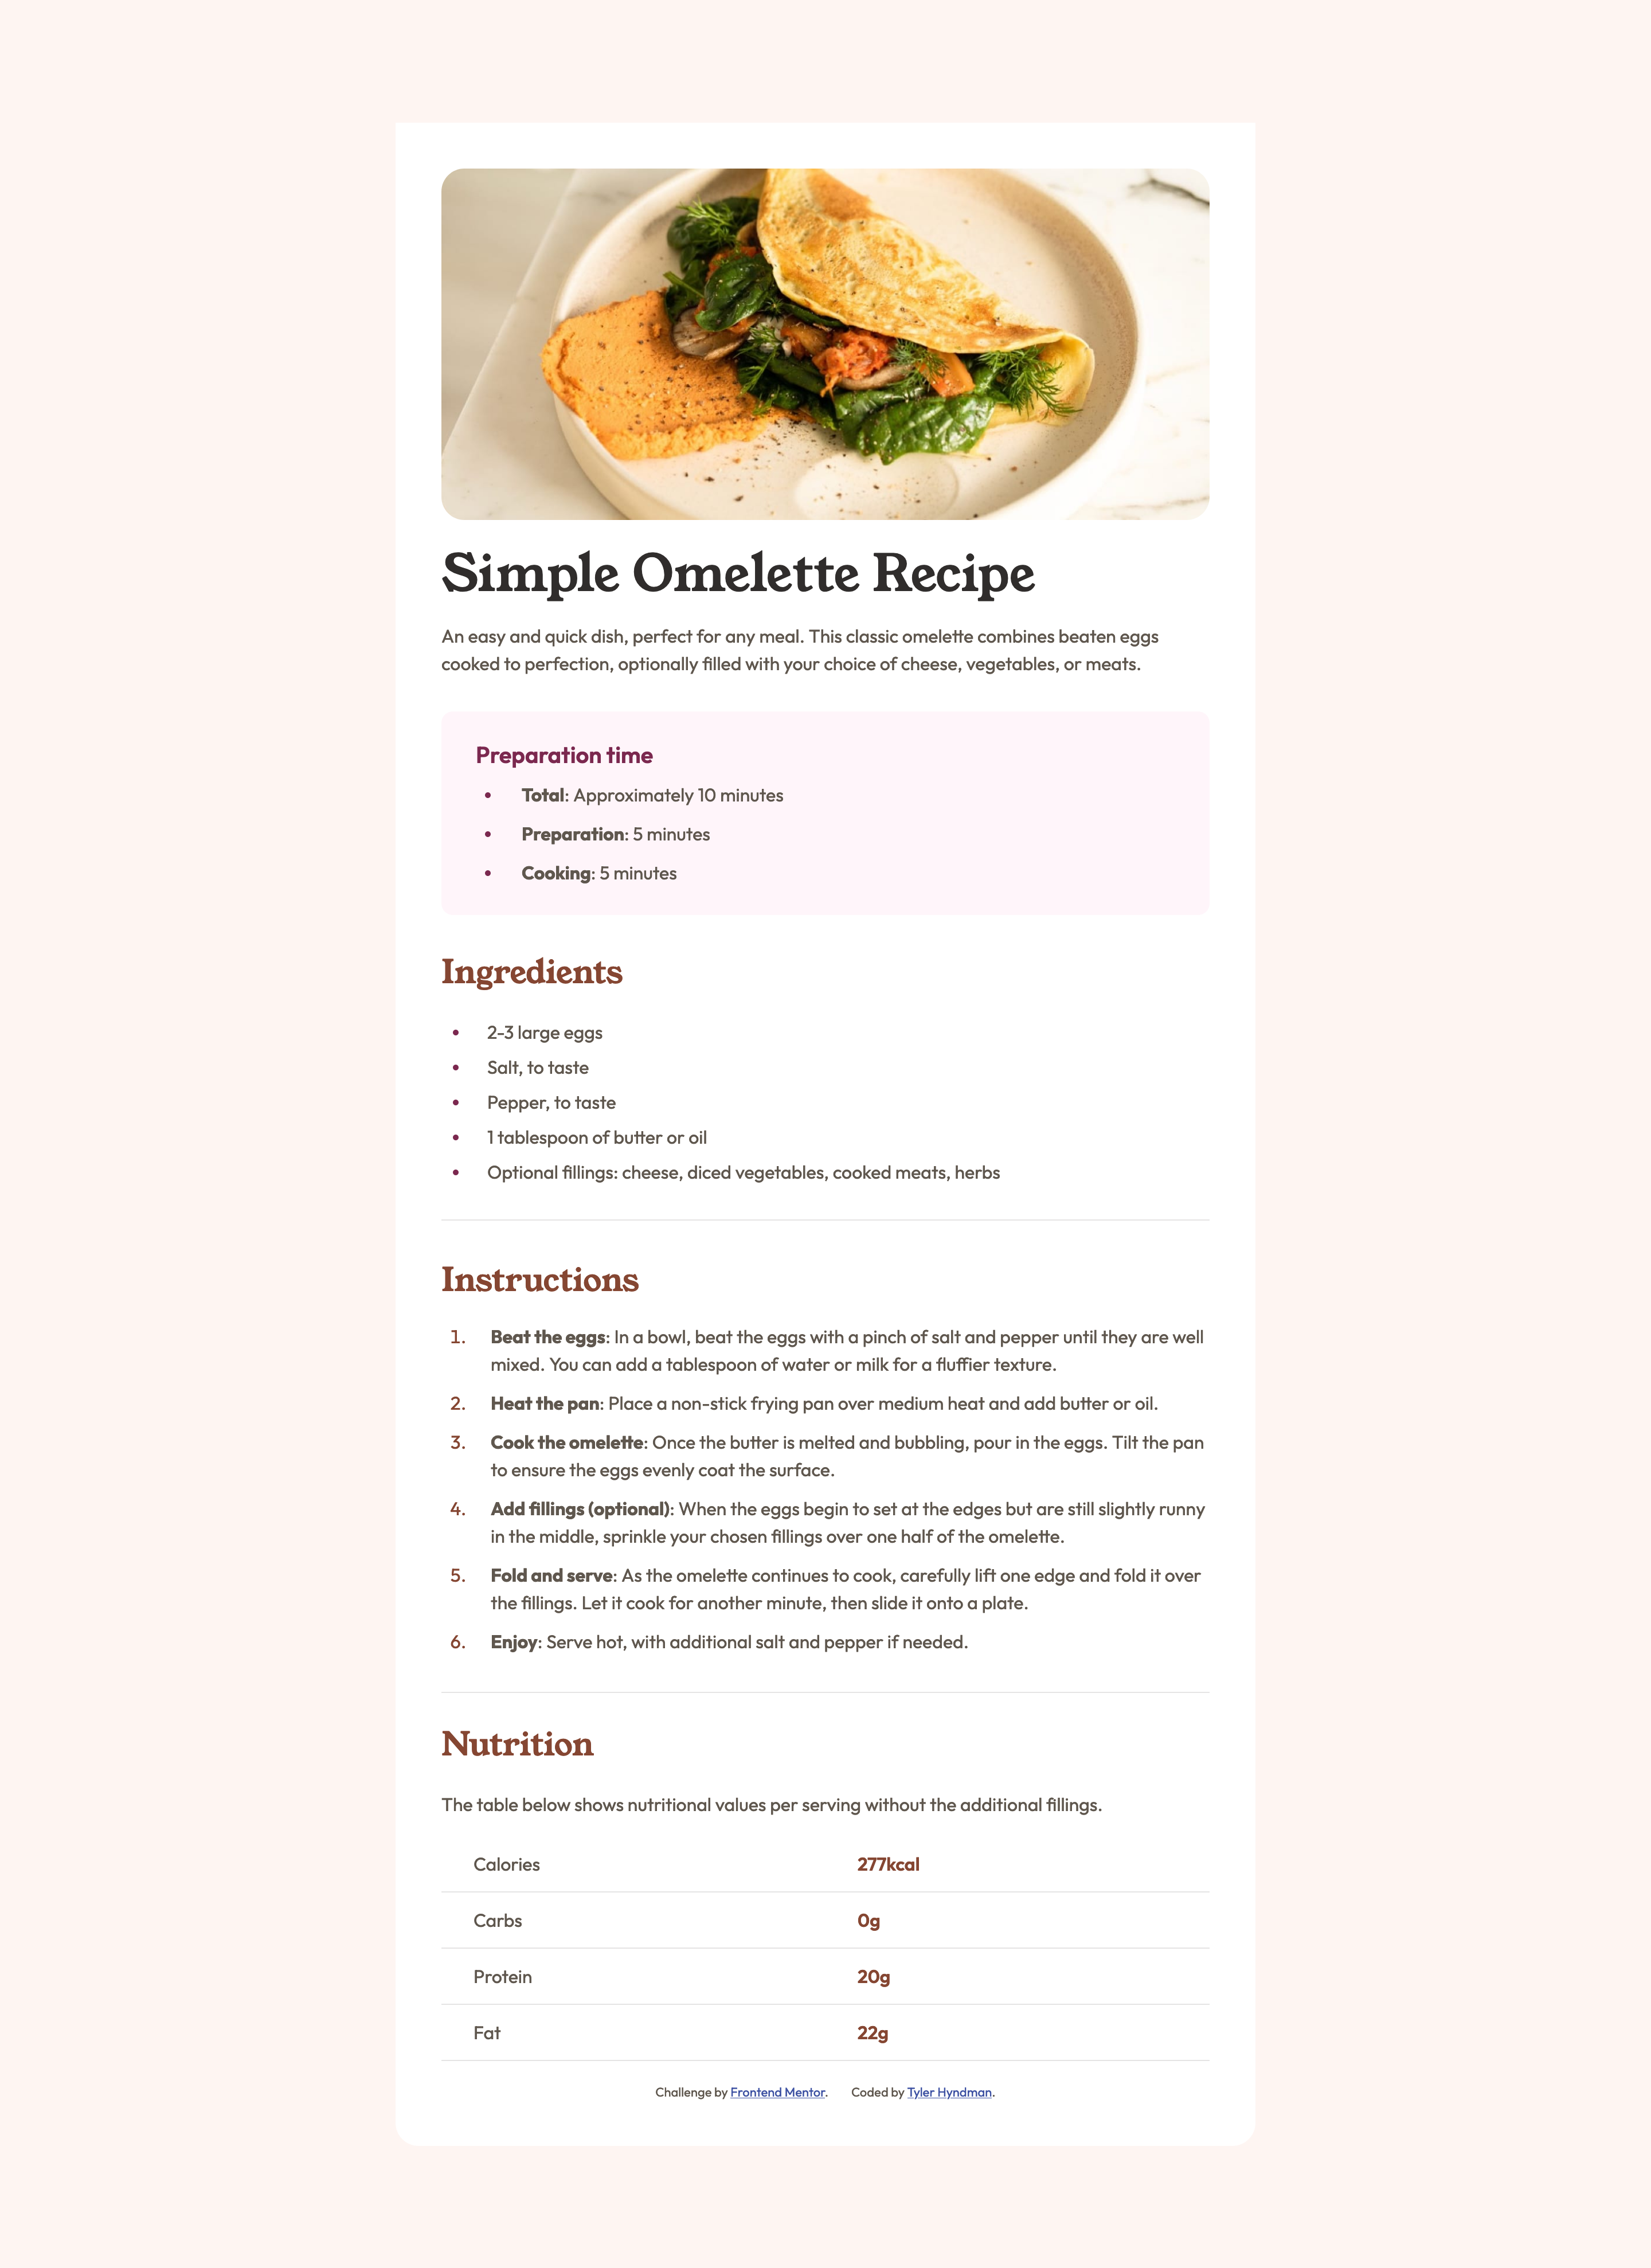 Simple Omelette Recipe
An easy and quick dish, perfect for any meal. This classic omelette combines beaten eggs
cooked to perfection, optionally filled with your choice of cheese, vegetables, or meats.
Preparation time
• Total: Approximately 10 minutes
• Preparation: 5 minutes
• Cooking: 5 minutes
Ingredients
• 2-3 large eggs
• Salt, to taste
• Pepper, to taste
• 1 tablespoon of butter or oil
• Optional fillings: cheese, diced vegetables, cooked meats, herbs
Instructions
1. Beat the eggs: In a bowl, beat the eggs with a pinch of salt and pepper until they are well
mixed. You can add a tablespoon of water or milk for a fluffier texture.
2. Heat the pan: Place a non-stick frying pan over medium heat and add butter or oil.
3. Cook the omelette: Once the butter is melted and bubbling, pour in the eggs. Tilt the pan
to ensure the eggs evenly coat the surface.
4. Add fillings (optional): When the eggs begin to set at the edges but are still slightly runny
in the middle, sprinkle your chosen fillings over one half of the omelette.
5. Fold and serve: As the omelette continues to cook, carefully lift one edge and fold it over
the fillings. Let it cook for another minute, then slide it onto a plate.
6. Enjoy: Serve hot, with additional salt and pepper if needed.
Nutrition
The table below shows nutritional values per serving without the additional fillings.
Calories 277kcal
Carbs 0g
Protein 20g
Fat 22g
Challenge by Frontend Mentor. Coded by Tyler Hyndman.